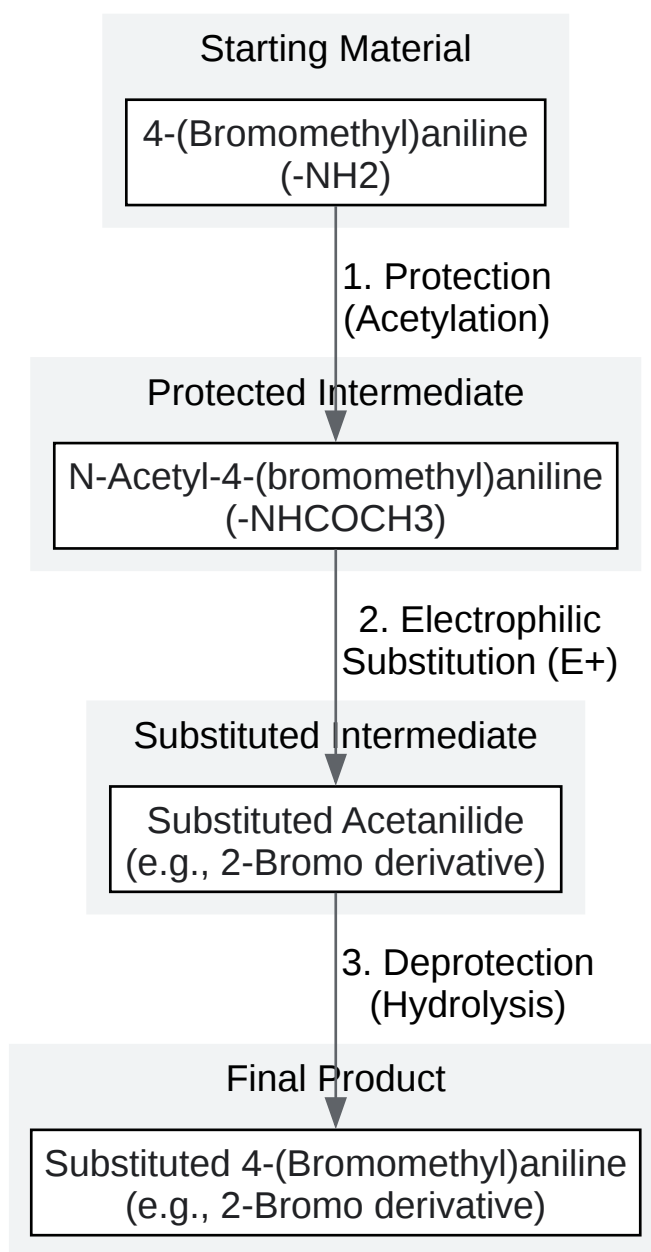 Starting Material
4-(Bromomethyl)aniline
(-NH2)
1. Protection
(Acetylation)
Protected Intermediate
N-Acetyl-4-(bromomethyl)aniline
(-NHCOCH3)
2. Electrophilic
Substitution (E+)
Substituted Intermediate
Substituted Acetanilide
(e.g., 2-Bromo derivative)
3. Deprotection
(Hydrolysis)
Final Product
Substituted 4-(Bromomethyl)aniline
(e.g., 2-Bromo derivative)